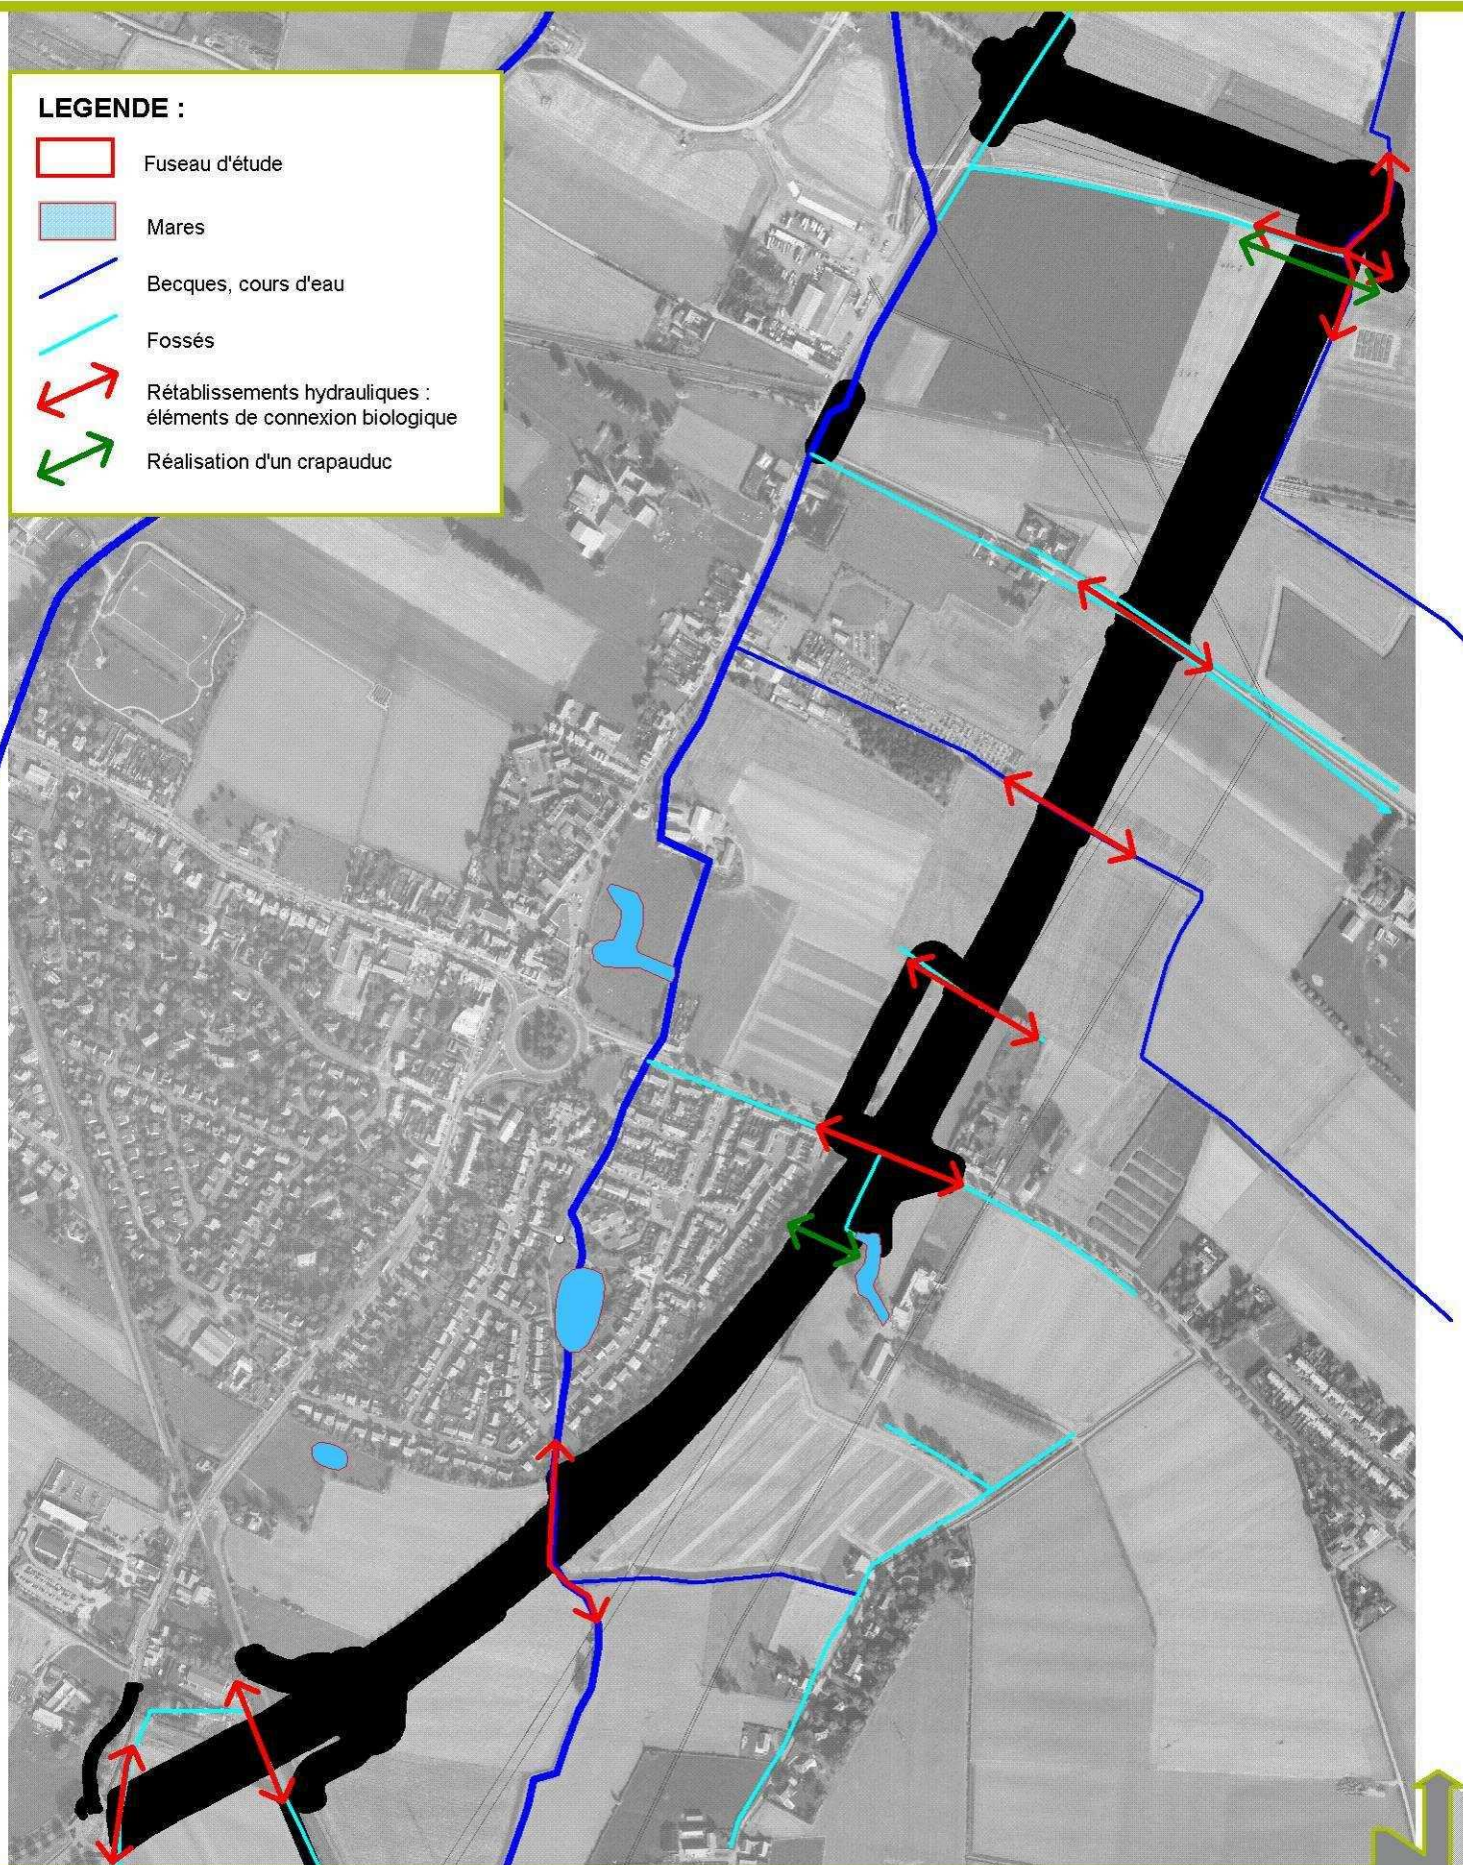 LEGENDE :
Fuseau d'étude
Mares
Becques, cours d'eau
Fossés
Rétablissements hydrauliques :
éléments de connexion biologique
Réalisation d'un crapauduc